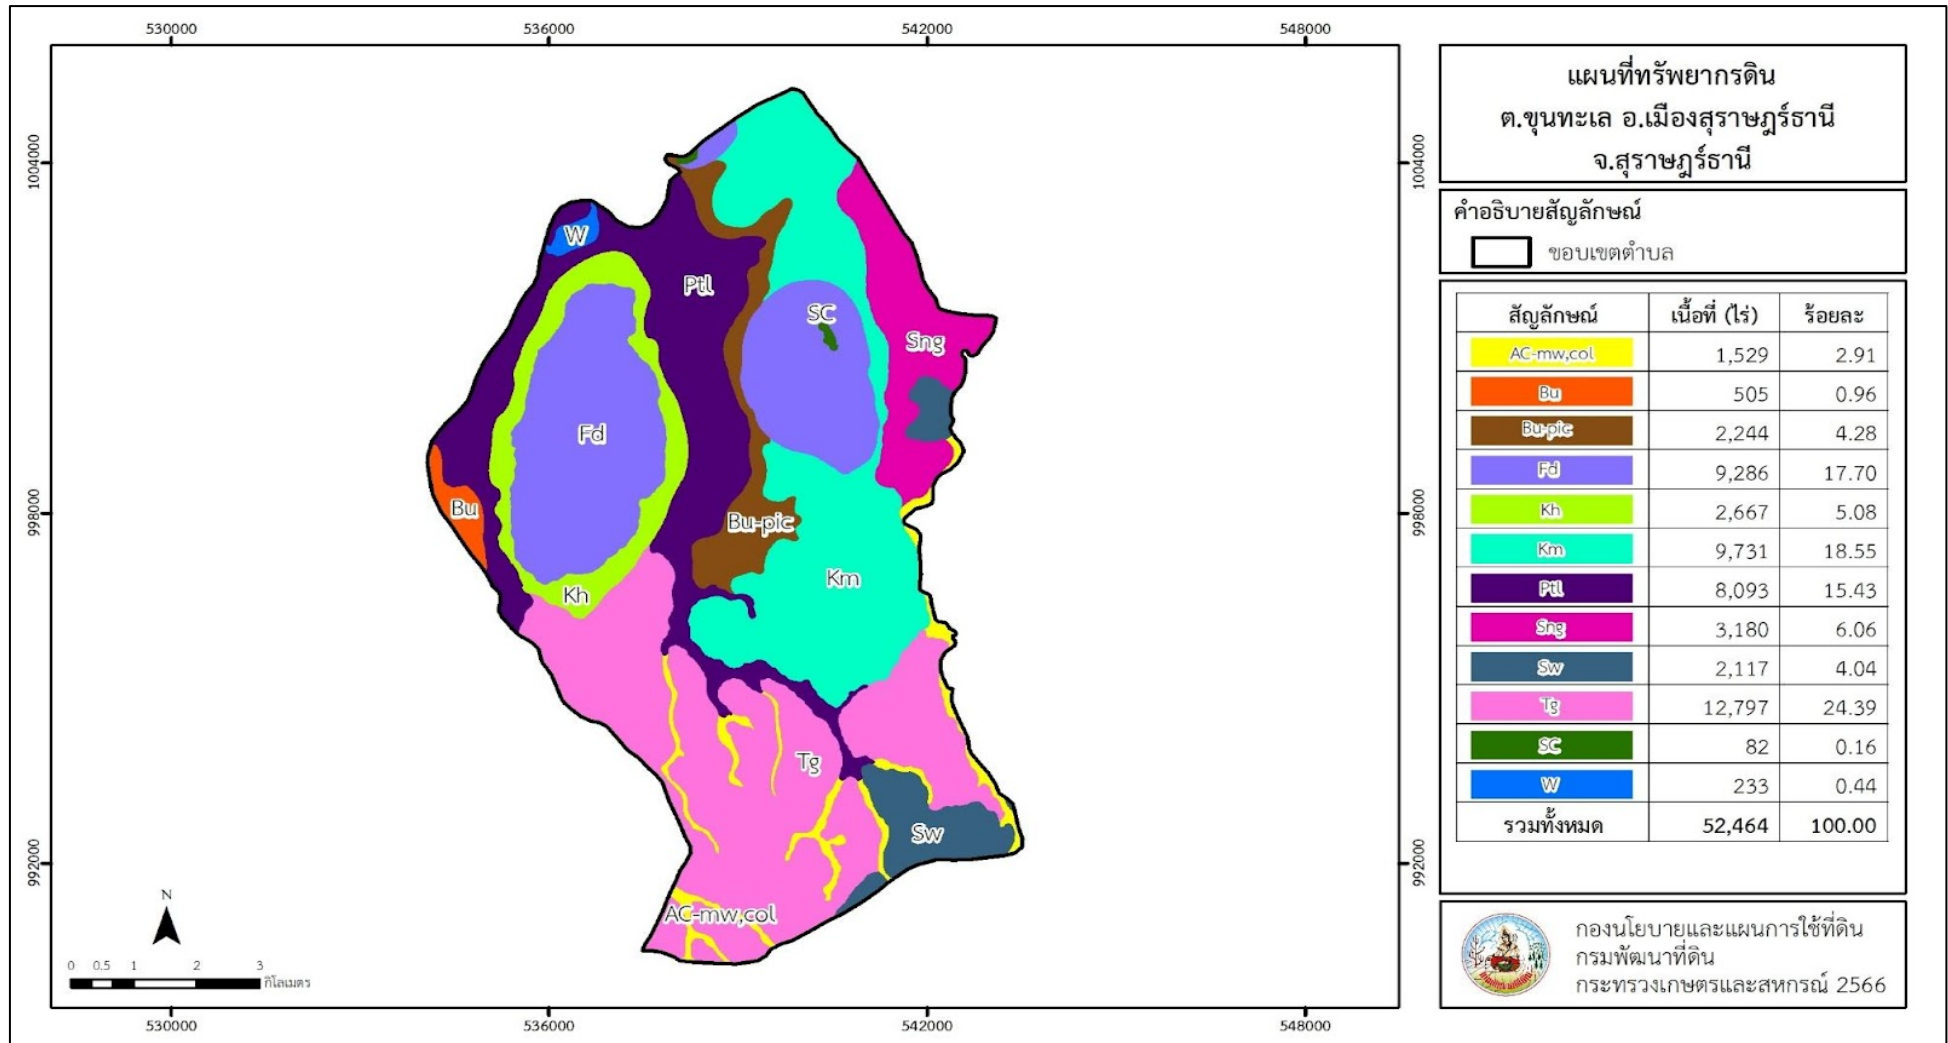 530000 536000 542000 548000
1004000
998000
992000
1004000
998000
992000
W
Ptl
SC
Sng
Fd
Bu
Bu-pic
Km
Kh
Tg
Sw
AC-mw,col
N
0 0.5 1 2 3
กิโลเมตร
530000 536000 542000 548000
แผนที่ทรัพยากรดิน
ต.ขุนทะเล อ.เมืองสุราษฎร์ธานี
จ.สุราษฎร์ธานี
คำอธิบายสัญลักษณ์
ขอบเขตตำบล
สัญลักษณ์ เนื้อที่ (ไร่) ร้อยละ
AC-mw,col 1,529 2.91
Bu 505 0.96
Bu-pic 2,244 4.28
Fd 9,286 17.70
Kh 2,667 5.08
Km 9,731 18.55
Ptl 8,093 15.43
Sng 3,180 6.06
Sw 2,117 4.04
Tg 12,797 24.39
SC 82 0.16
W 233 0.44
รวมทั้งหมด 52,464 100.00
กองนโยบายและแผนการใช้ที่ดิน
กรมพัฒนาที่ดิน
กระทรวงเกษตรและสหกรณ์ 2566